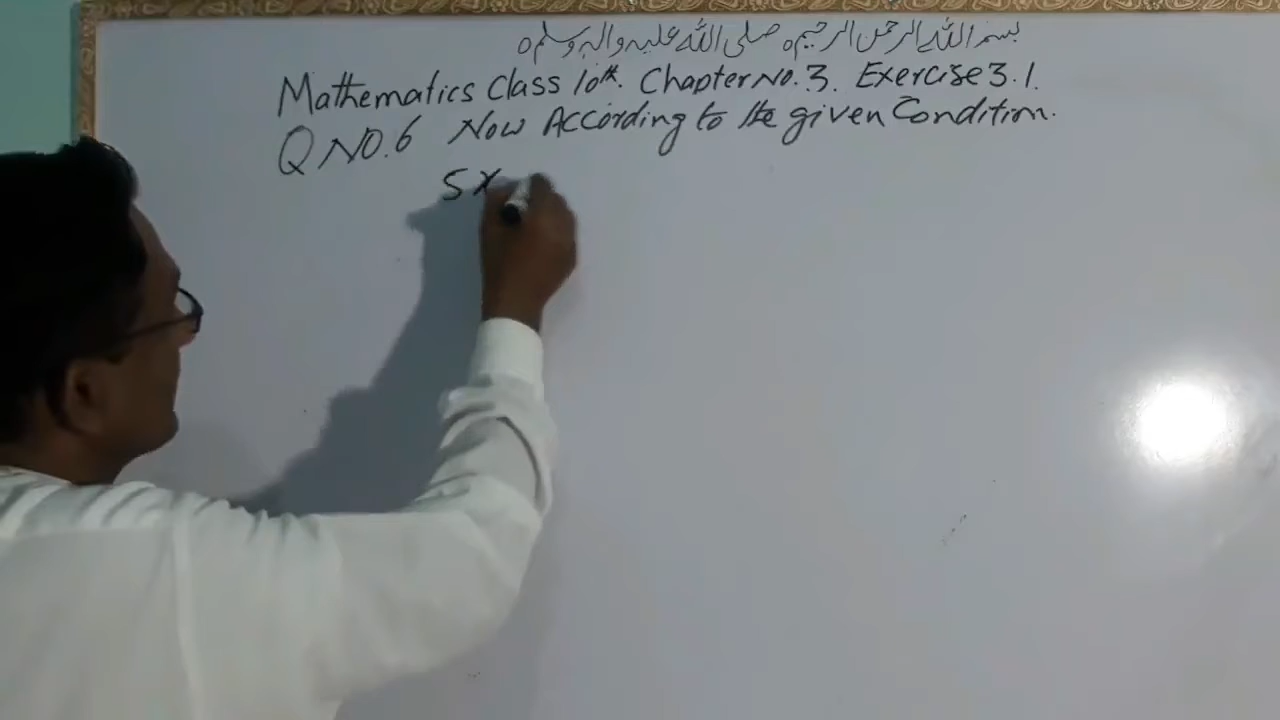 بسم اللہ الرحمن الرحیم ہ صلی اللہ علیہ والہ وسلم ہ
Mathematics Class 10th. Chapter No. 3. Exercise 3.1.
Q NO.6 Now According to the given Condition.
5x